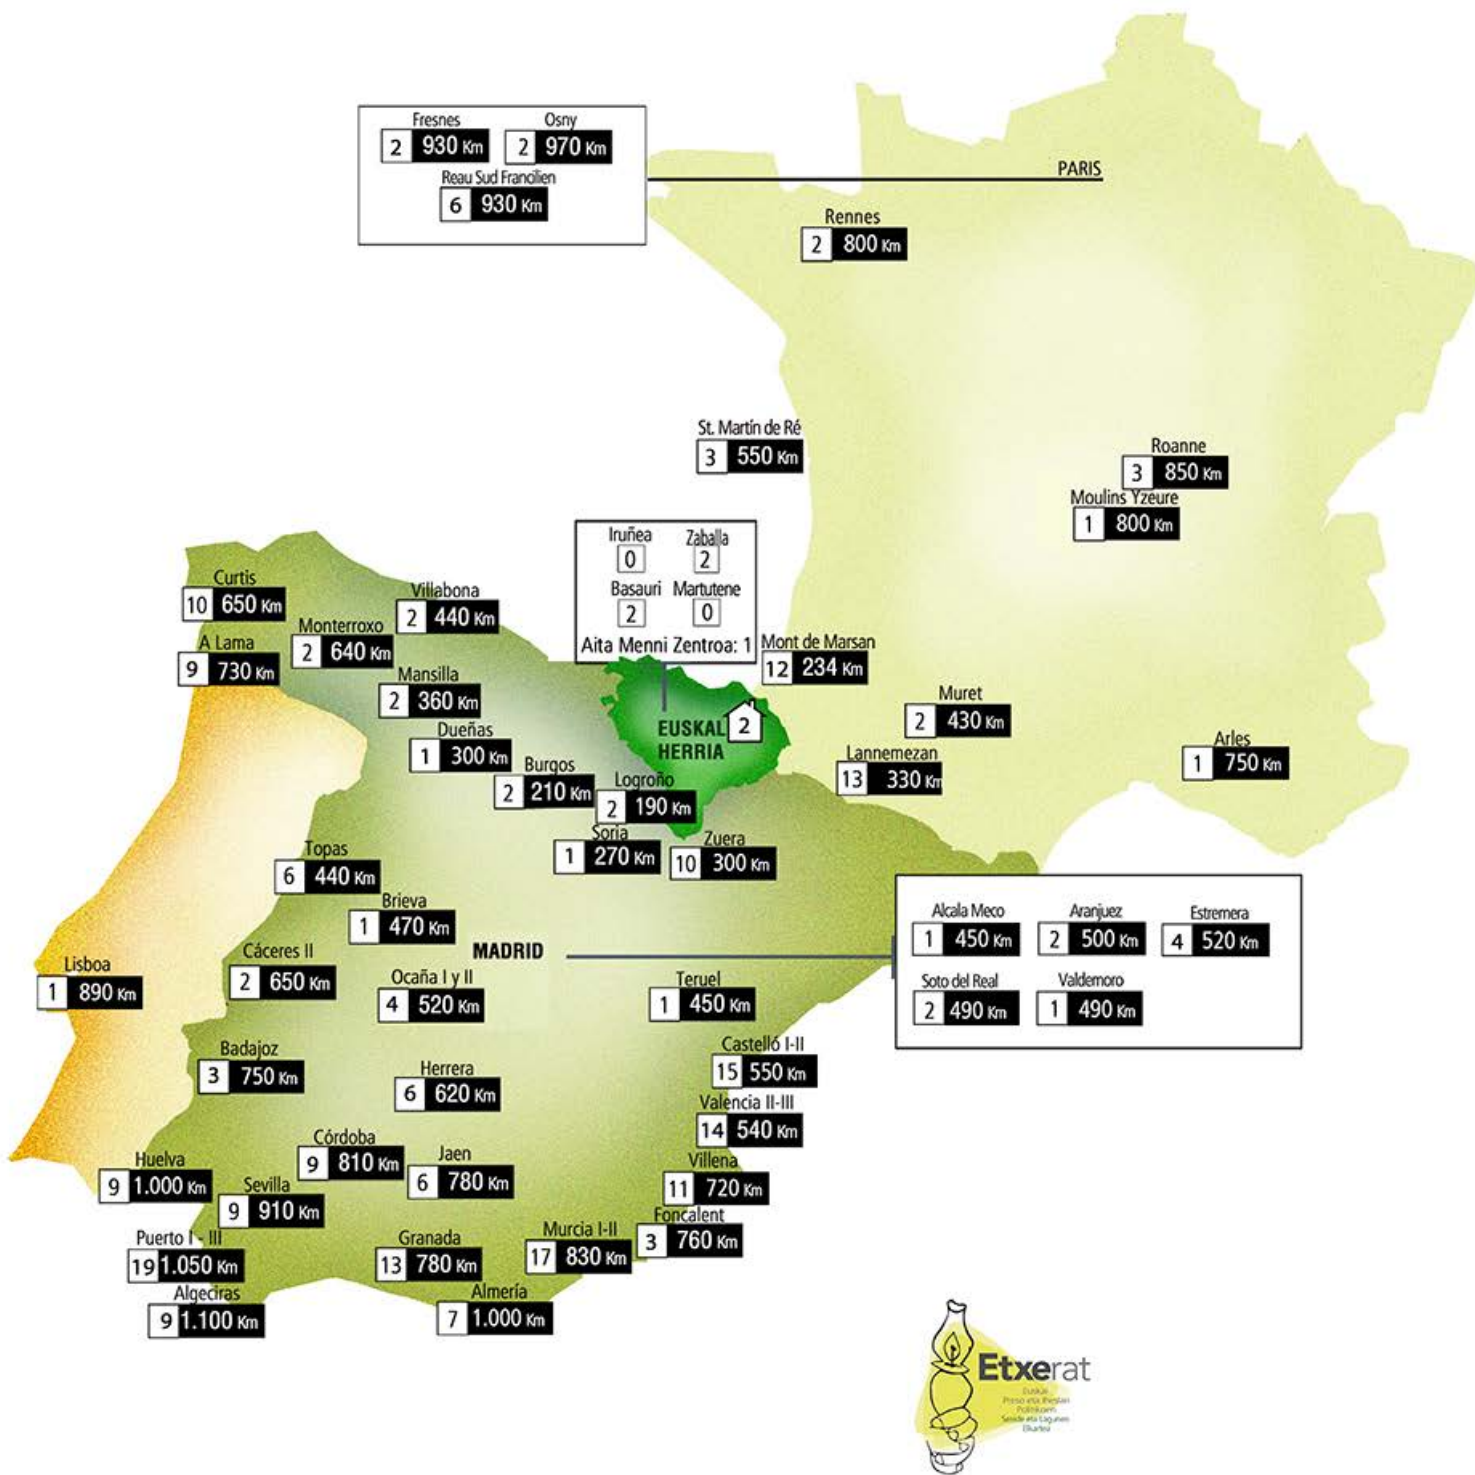 Fresnes
2 930 Km
Osny
2 970 Km
Reau Sud Francilien
6 930 Km
PARIS
Rennes
2 800 Km
St. Martín de Ré
3 550 Km
Roanne
3 850 Km
Moulins Yzeure
1 800 Km
Iruñea
0
Zaballa
2
Basauri
2
Martutene
0
Aita Menni Zentroa: 1
Curtis
10 650 Km
Villabona
2 440 Km
Monterroxo
2 640 Km
A Lama
9 730 Km
Mansilla
2 360 Km
Mont de Marsan
12 234 Km
Muret
2 430 Km
EUSKAL
HERRIA
2
Dueñas
1 300 Km
Lannemezan
13 330 Km
Arles
1 750 Km
Burgos
2 210 Km
Logroño
2 190 Km
Soria
1 270 Km
Zuera
10 300 Km
Topas
6 440 Km
Brieva
1 470 Km
MADRID
Alcala Meco
1 450 Km
Aranjuez
2 500 Km
Estremera
4 520 Km
Soto del Real
2 490 Km
Valdemoro
1 490 Km
Lisboa
1 890 Km
Cáceres II
2 650 Km
Ocaña I y II
4 520 Km
Teruel
1 450 Km
Badajoz
3 750 Km
Herrera
6 620 Km
Castelló I-II
15 550 Km
Valencia II-III
14 540 Km
Córdoba
9 810 Km
Jaen
6 780 Km
Villena
11 720 Km
Huelva
9 1.000 Km
Sevilla
9 910 Km
Foncalent
3 760 Km
Puerto I - III
19 1.050 Km
Granada
13 780 Km
Murcia I-II
17 830 Km
Algeciras
9 1.100 Km
Almería
7 1.000 Km
Etxerat
Euskal
Preso eta Iheslari
Politikoen
Senide eta Lagunen
Elkartea